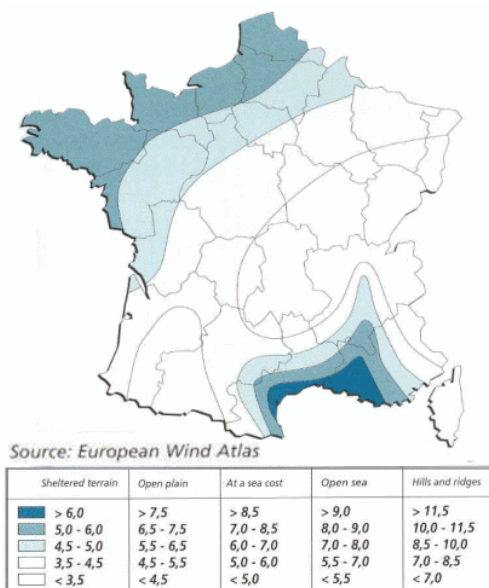 Source: European Wind Atlas
Sheltered terrain Open plain At a sea cost Open sea Hills and ridges
> 6,0 > 7,5 > 8,5 > 9,0 > 11,5
5,0 - 6,0 6,5 - 7,5 7,0 - 8,5 8,0 - 9,0 10,0 - 11,5
4,5 - 5,0 5,5 - 6,5 6,0 - 7,0 7,0 - 8,0 8,5 - 10,0
3,5 - 4,5 4,5 - 5,5 5,0 - 6,0 5,5 - 7,0 7,0 - 8,5
< 3,5 < 4,5 < 5,0 < 5,5 < 7,0